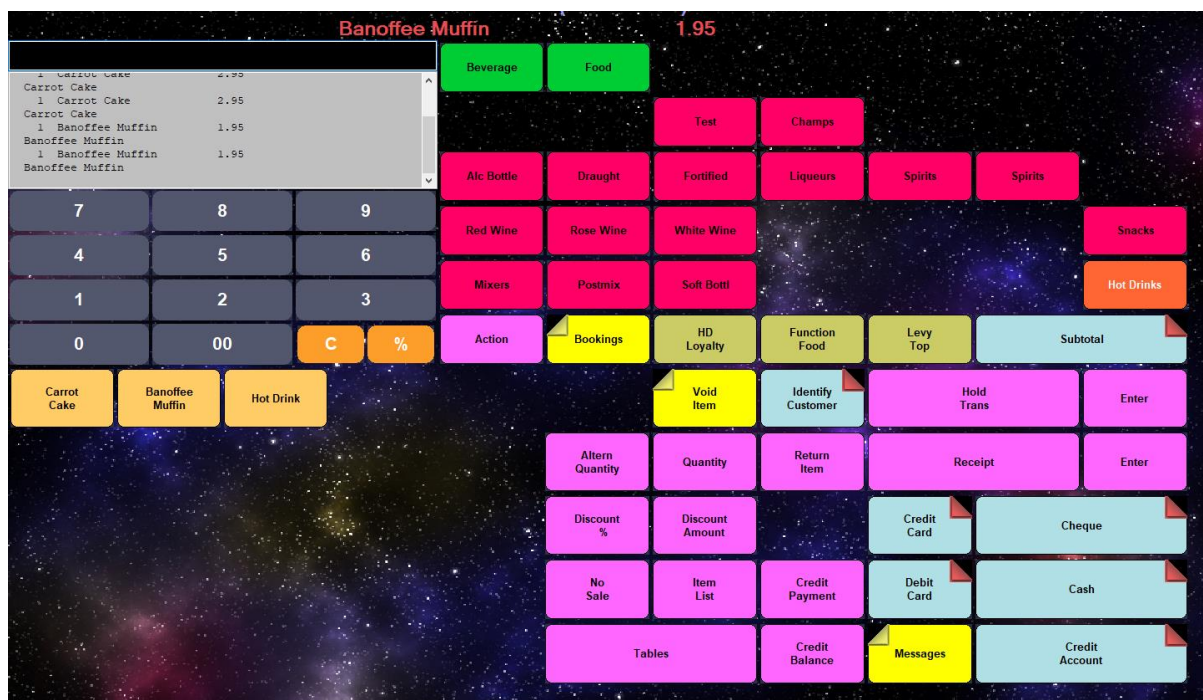 Banoffee Muffin 1.95
1 Carrot Cake 2.95
Carrot Cake
1 Carrot Cake 2.95
Carrot Cake
1 Banoffee Muffin 1.95
Banoffee Muffin
1 Banoffee Muffin 1.95
Banoffee Muffin
Beverage Food
Test Champs
Alc Bottle Draught Fortified Liqueurs Spirits Spirits
7 8 9
Red Wine Rose Wine White Wine Snacks
4 5 6
Mixers Postmix Soft Bottl Hot Drinks
1 2 3
0 00 C %
Action Bookings HD
Loyalty Function
Food Levy
Top Subtotal
Carrot
Cake Banoffee
Muffin Hot Drink
Void
Item Identify
Customer Hold
Trans Enter
Altern
Quantity Quantity Return
Item Receipt Enter
Discount
% Discount
Amount Credit
Card Cheque
No
Sale Item
List Credit
Payment Debit
Card Cash
Tables Credit
Balance Messages Credit
Account